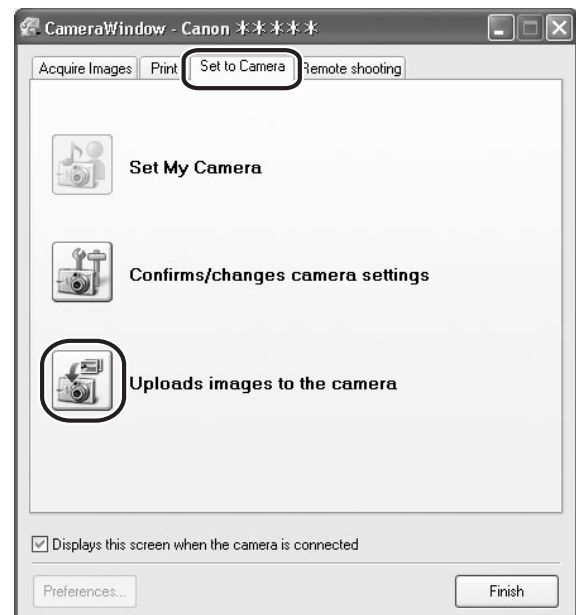 CameraWindow - Canon *****
Acquire Images Print Set to Camera Remote shooting
Set My Camera
Confirms/changes camera settings
Uploads images to the camera
Displays this screen when the camera is connected
Preferences... Finish